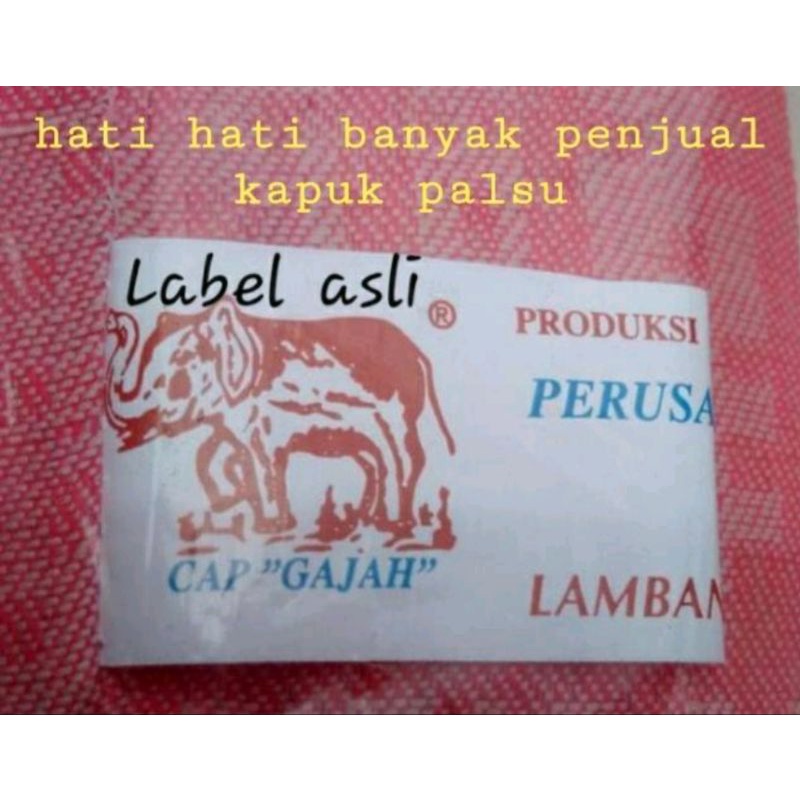 hati hati banyak penjual
kapuk palsu
Label asli
®
PRODUKSI
PERUSA
CAP "GAJAH"
LAMBAN